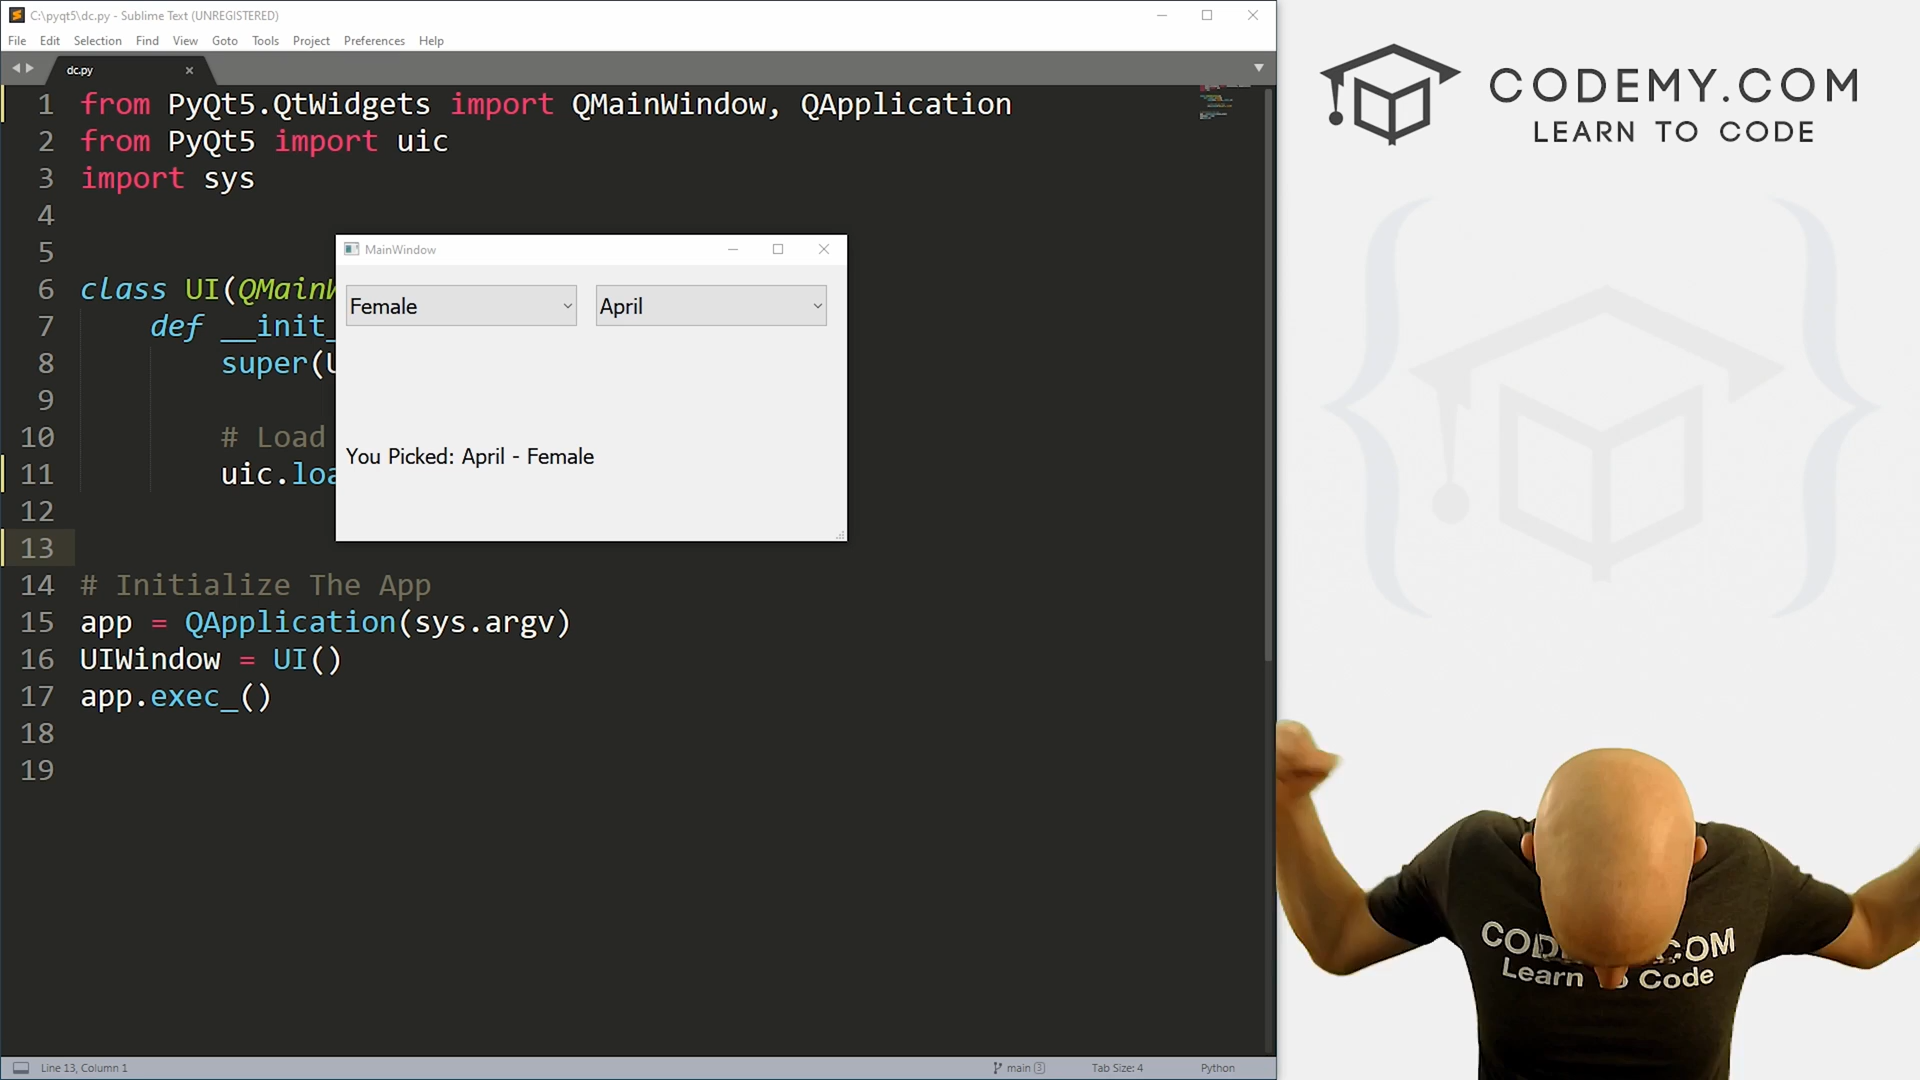 C:\pyqt5\dc.py - Sublime Text (UNREGISTERED)
File Edit Selection Find View Goto Tools Project Preferences Help
dc.py
1 from PyQt5.QtWidgets import QMainWindow, QApplication
2 from PyQt5 import uic
3 import sys
4
5
6 class UI(QMainW
7 def __init_
8 super(U
9
10 # Load
11 uic.loa
12
13
14 # Initialize The App
15 app = QApplication(sys.argv)
16 UIWindow = UI()
17 app.exec_()
18
19
MainWindow
Female April
You Picked: April - Female
Line 13, Column 1 main 3 Tab Size: 4 Python
CODEMY.COM
LEARN TO CODE
Learn
Code